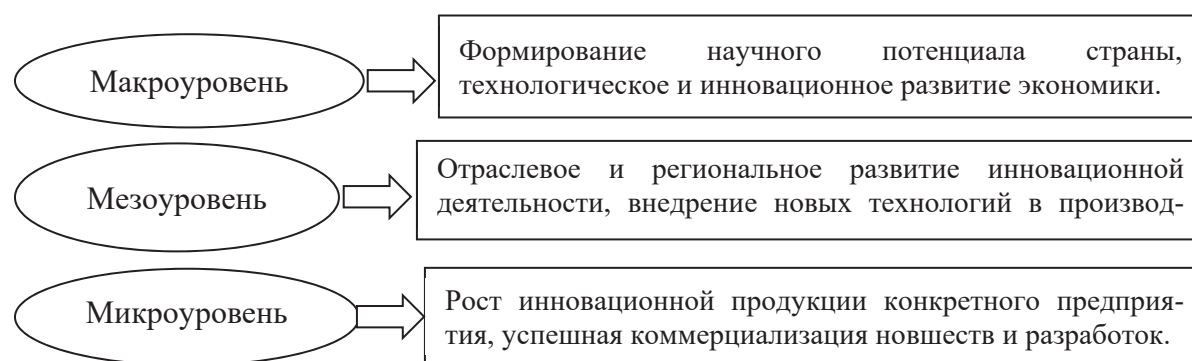 Макроуровень
Формирование научного потенциала страны,
технологическое и инновационное развитие экономики.
Мезоуровень
Отраслевое и региональное развитие инновационной
деятельности, внедрение новых технологий в производ-
Микроуровень
Рост инновационной продукции конкретного предприя-
тия, успешная коммерциализация новшеств и разработок.